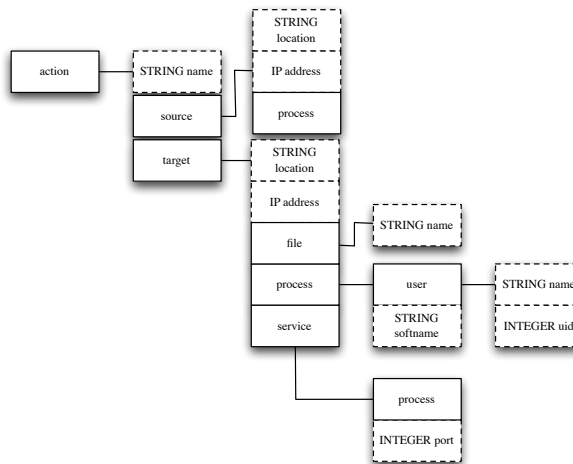 STRING
location
action
STRING name
IP address
source
process
target
STRING
location
IP address
file
STRING name
process
user
STRING name
service
STRING
softname
INTEGER uid
process
INTEGER port